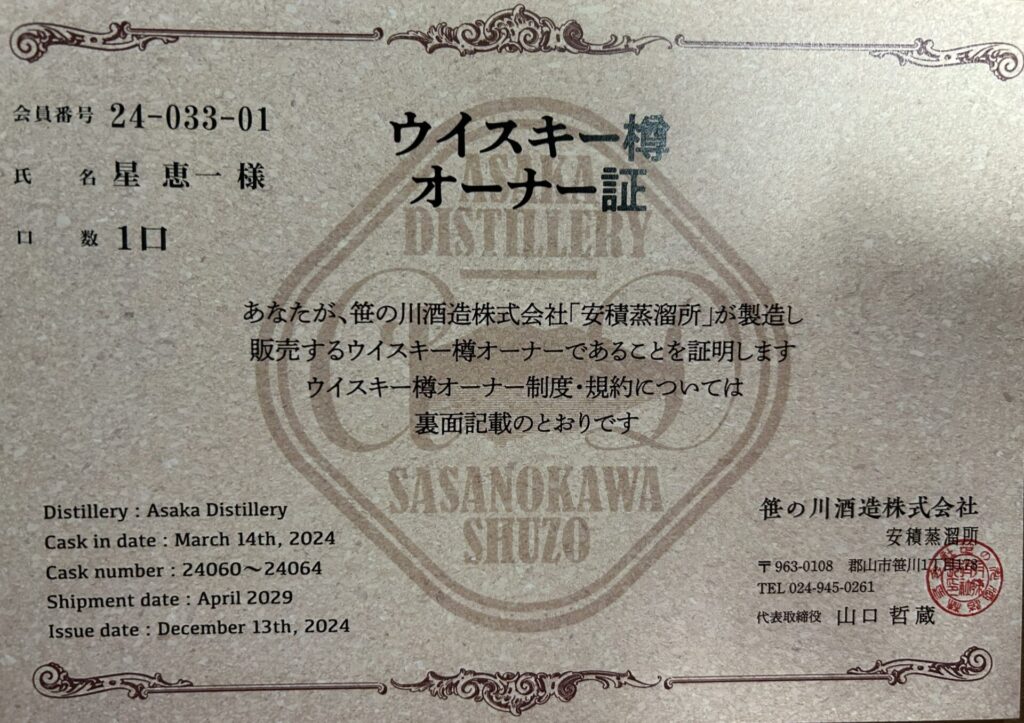 会員番号 24-033-01
氏 名 星 恵一 様
口 数 1口
ウイスキー樽
オーナー証
ASAKA
DISTILLERY
あなたが、笹の川酒造株式会社「安積蒸溜所」が製造し
販売するウイスキー樽オーナーであることを証明します
ウイスキー樽オーナー制度・規約については
裏面記載のとおりです
SASANOKAWA
SHUZO
Distillery : Asaka Distillery
Cask in date : March 14th, 2024
Cask number : 24060〜24064
Shipment date : April 2029
Issue date : December 13th, 2024
笹の川酒造株式会社
安積蒸溜所
〒963-0108 郡山市笹川1丁目178
TEL 024-945-0261
代表取締役 山口 哲蔵